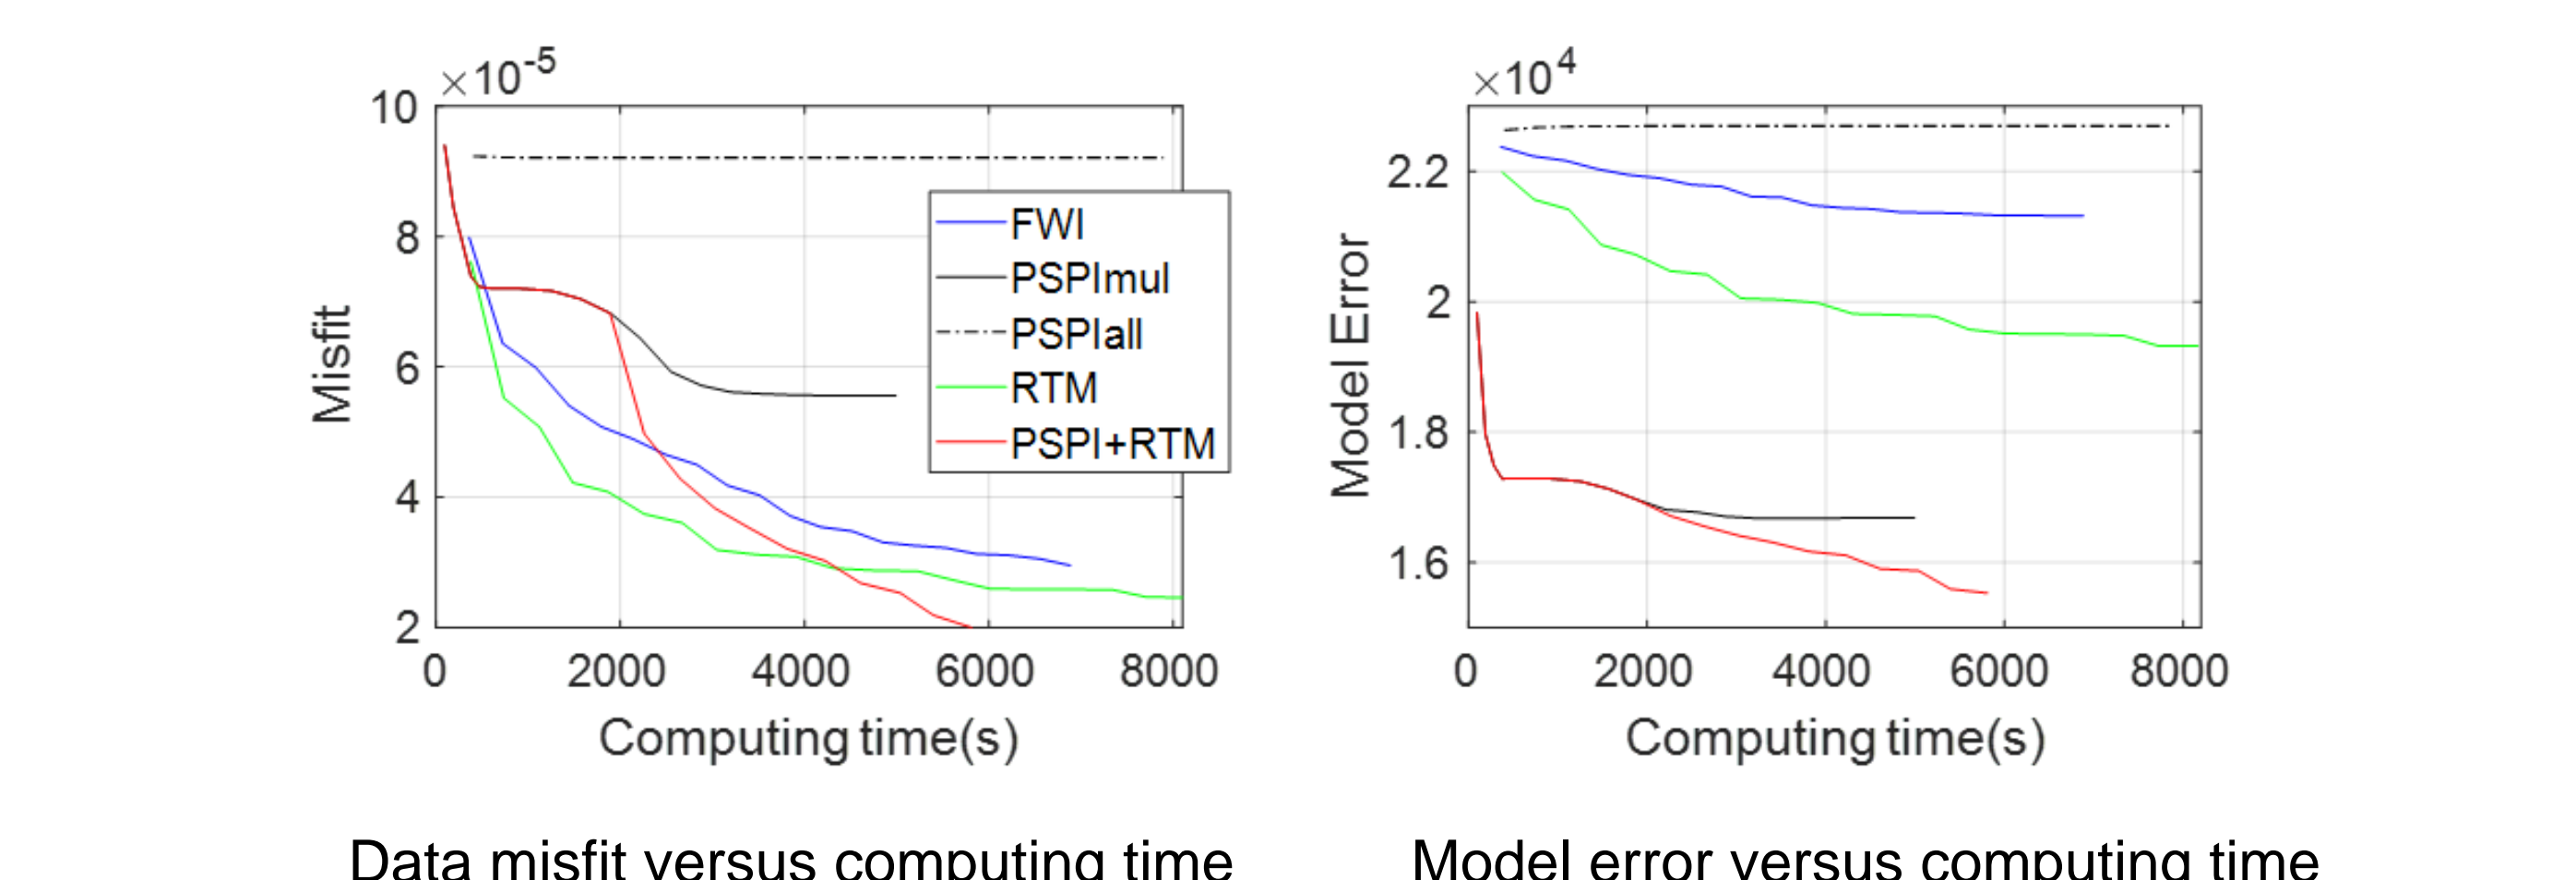 ×10-5
10
8
6
4
2
Misfit
0 2000 4000 6000 8000
Computing time(s)
FWI
PSPImul
PSPIall
RTM
PSPI+RTM
Data misfit versus computing time
×104
2.2
2
1.8
1.6
Model Error
0 2000 4000 6000 8000
Computing time(s)
Model error versus computing time